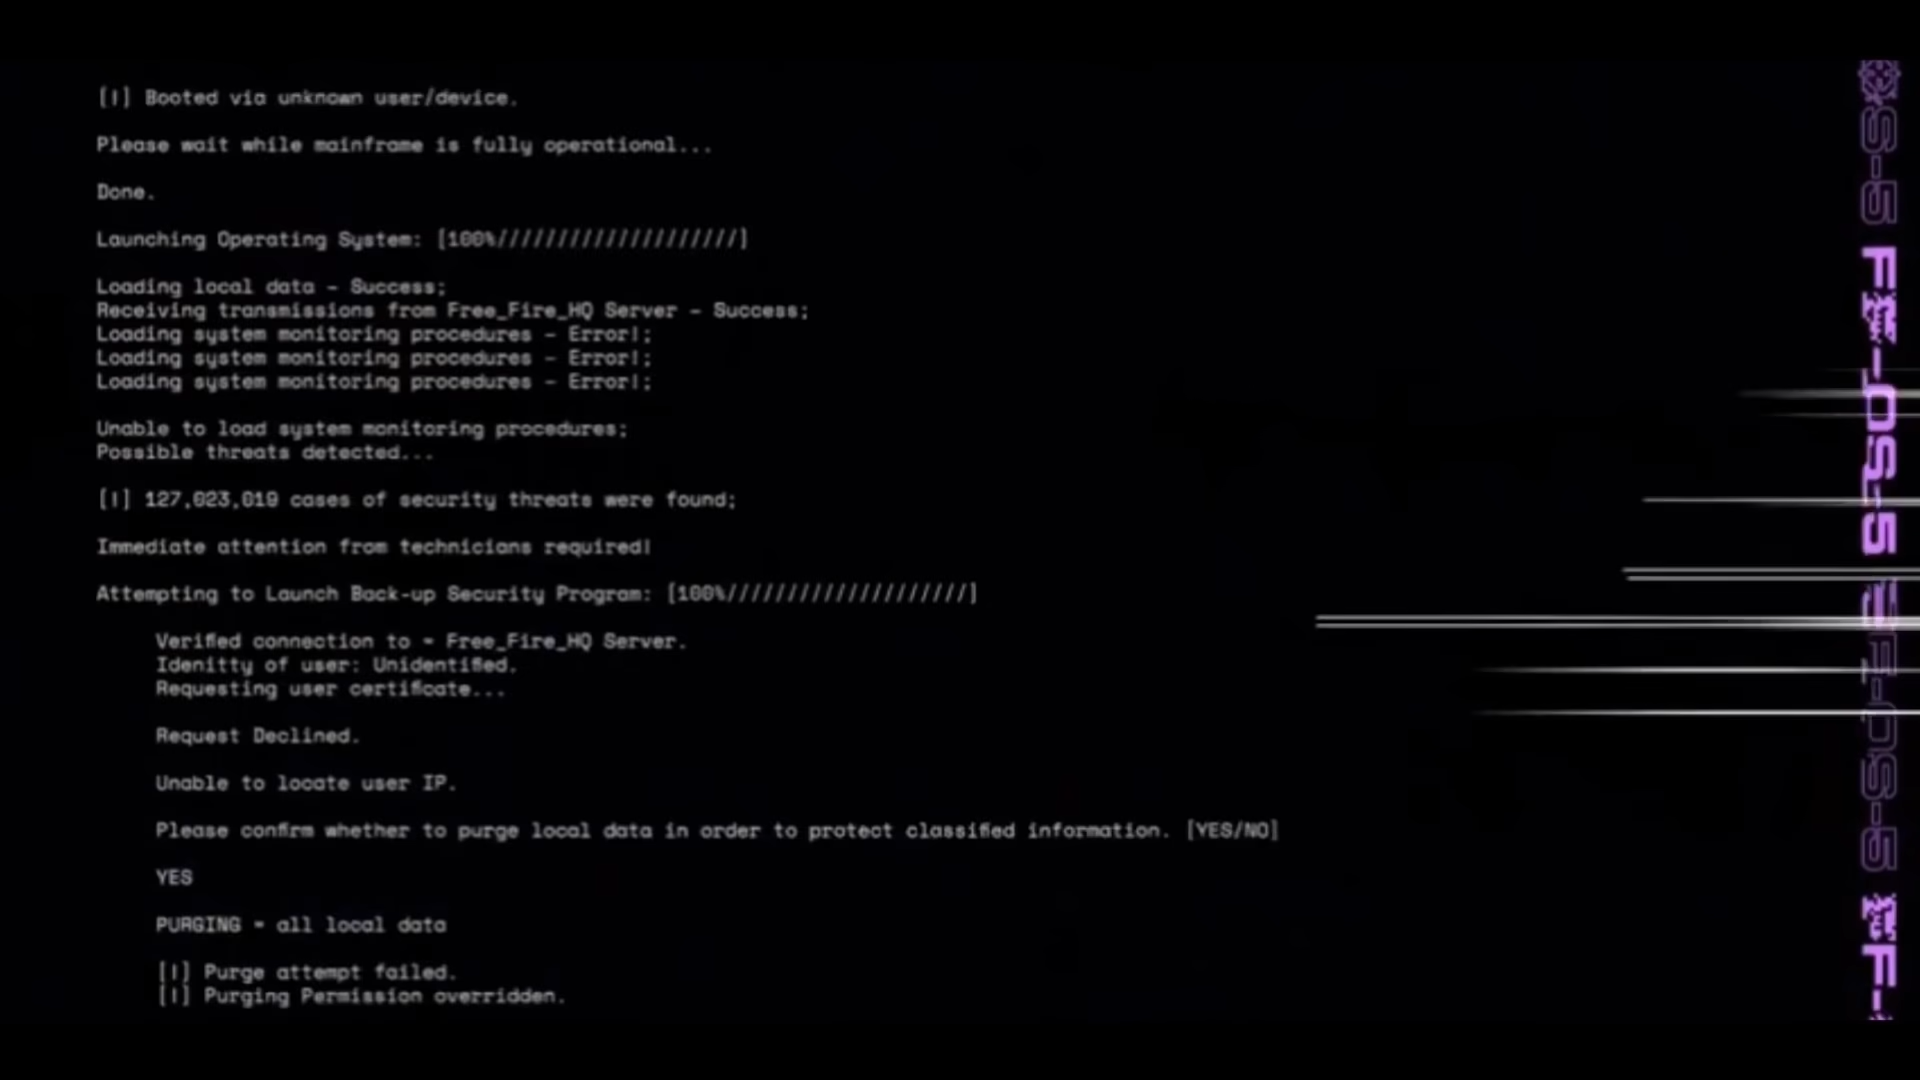 [!] Booted via unknown user/device.
Please wait while mainframe is fully operational...
Done.
Launching Operating System: [100%////////////////////]
Loading local data - Success;
Receiving transmissions from Free_Fire_HQ Server - Success;
Loading system monitoring procedures - Error!;
Loading system monitoring procedures - Error!;
Loading system monitoring procedures - Error!;
Unable to load system monitoring procedures;
Possible threats detected...
[!] 127,023,019 cases of security threats were found;
Immediate attention from technicians required!
Attempting to Launch Back-up Security Program: [100%////////////////////]
Verified connection to - Free_Fire_HQ Server.
Idenitty of user: Unidentified.
Requesting user certificate...
Request Declined.
Unable to locate user IP.
Please confirm whether to purge local data in order to protect classified information. [YES/NO]
YES
PURGING - all local data
[!] Purge attempt failed.
[!] Purging Permission overridden.